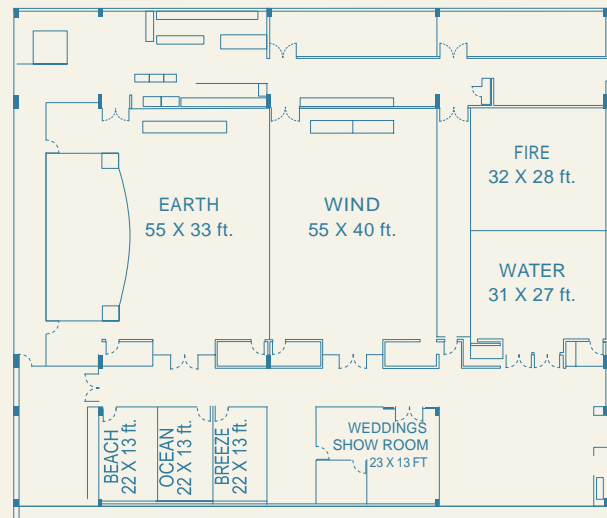 EARTH
55 X 33 ft.
WIND
55 X 40 ft.
FIRE
32 X 28 ft.
WATER
31 X 27 ft.
BEACH
22 X 13 ft.
OCEAN
22 X 13 ft.
BREEZE
22 X 13 ft.
WEDDINGS
SHOW ROOM
23 X 13 FT